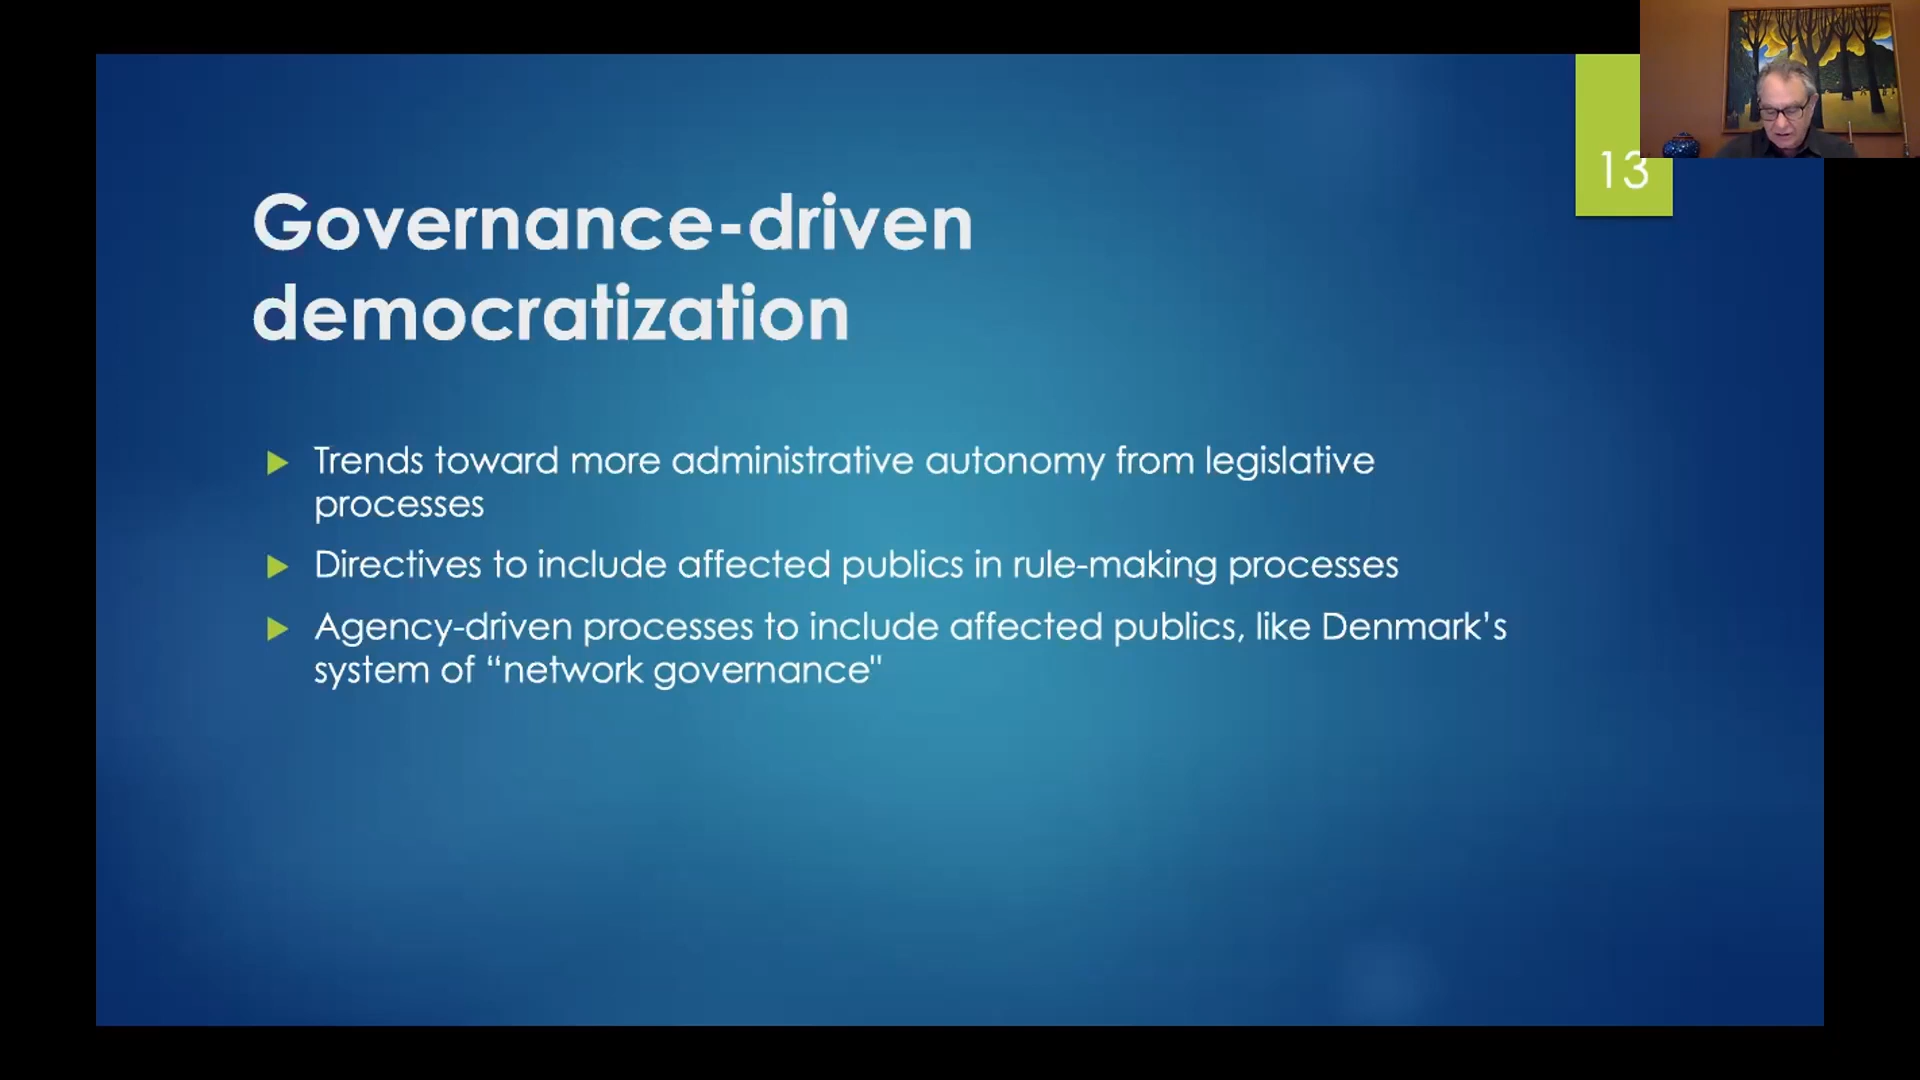 13
Governance-driven
democratization
Trends toward more administrative autonomy from legislative
processes
Directives to include affected publics in rule-making processes
Agency-driven processes to include affected publics, like Denmark’s
system of “network governance"